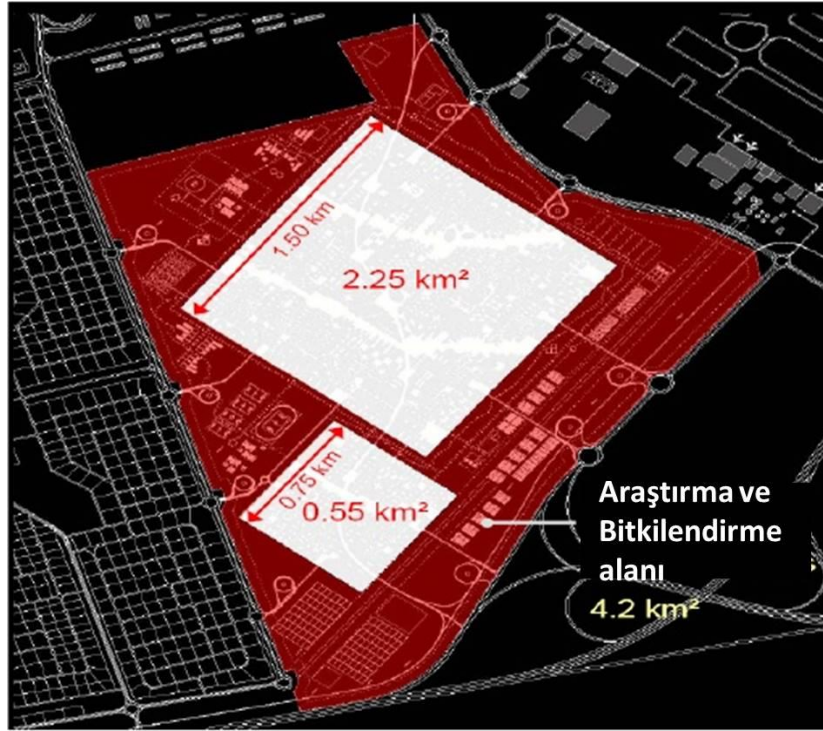 1.50 km
2.25 km²
0.75 km
0.55 km²
Araştırma ve
Bitkilendirme
alanı
4.2 km²